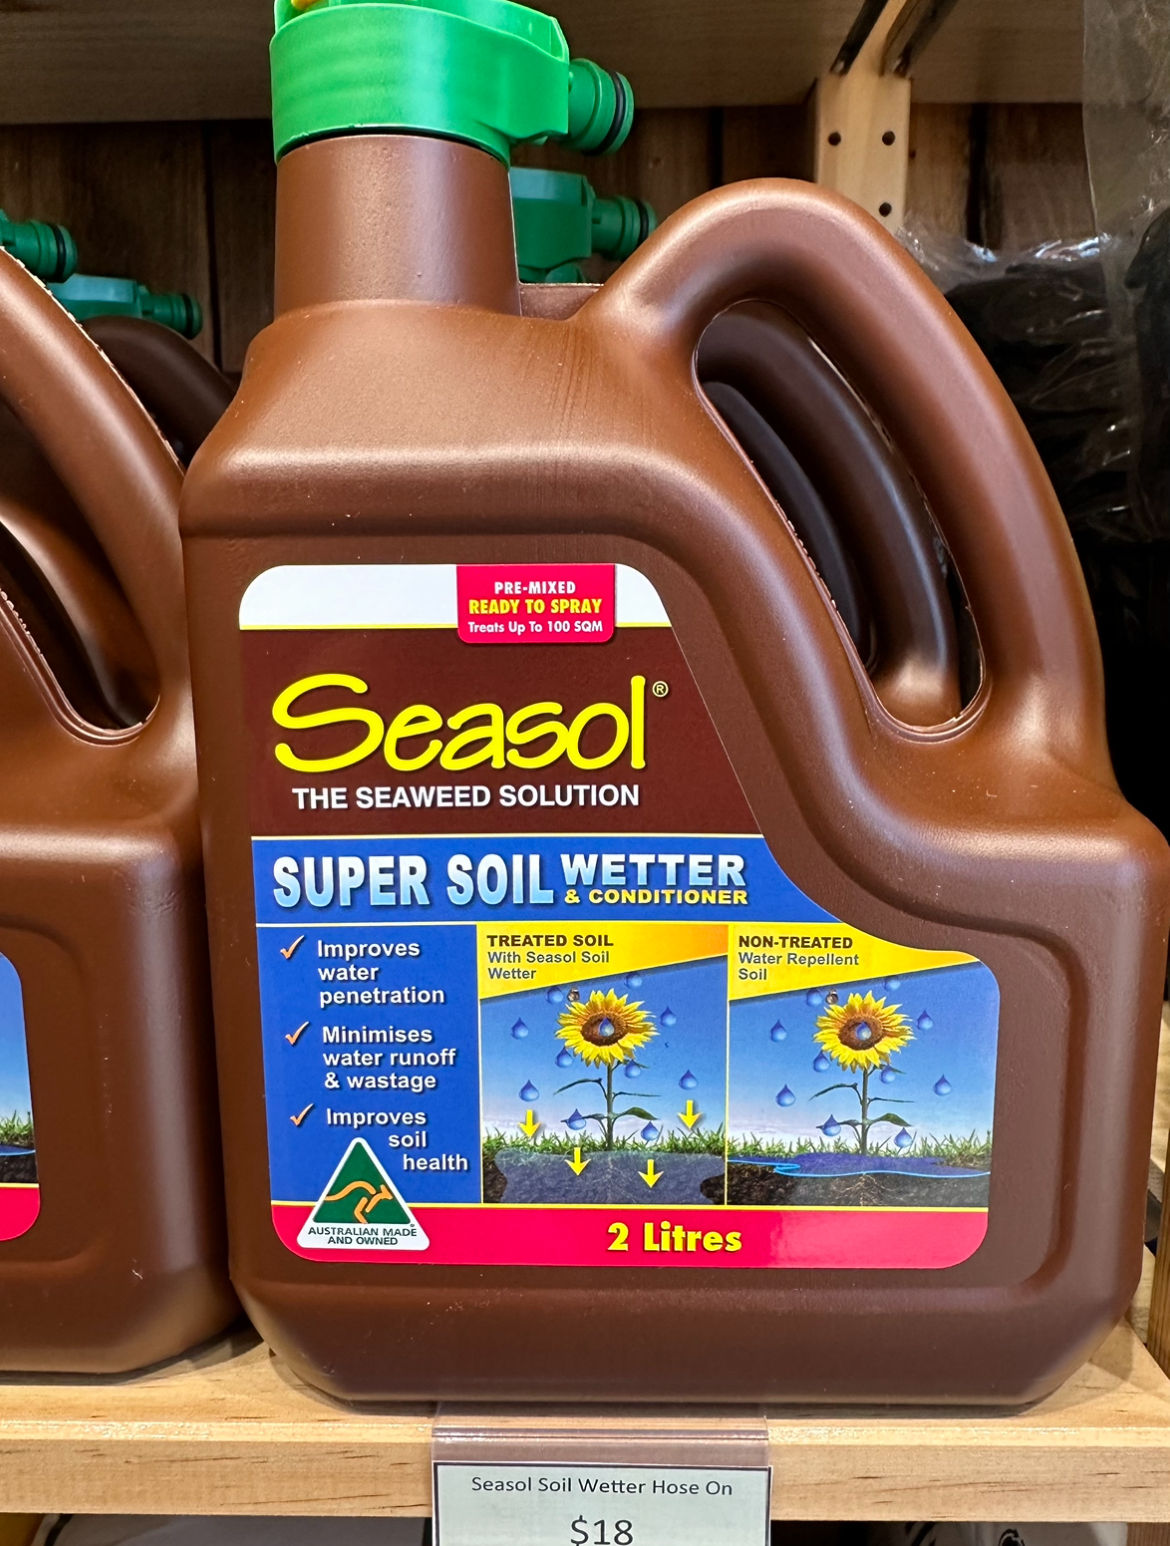 PRE-MIXED
READY TO SPRAY
Treats Up To 100 SQM
Seasol®
THE SEAWEED SOLUTION
SUPER SOIL WETTER
& CONDITIONER
Improves
water
penetration
Minimises
water runoff
& wastage
Improves
soil
health
TREATED SOIL
With Seasol Soil
Wetter
NON-TREATED
Water Repellent
Soil
AUSTRALIAN MADE
AND OWNED
2 Litres
Seasol Soil Wetter Hose On
$18